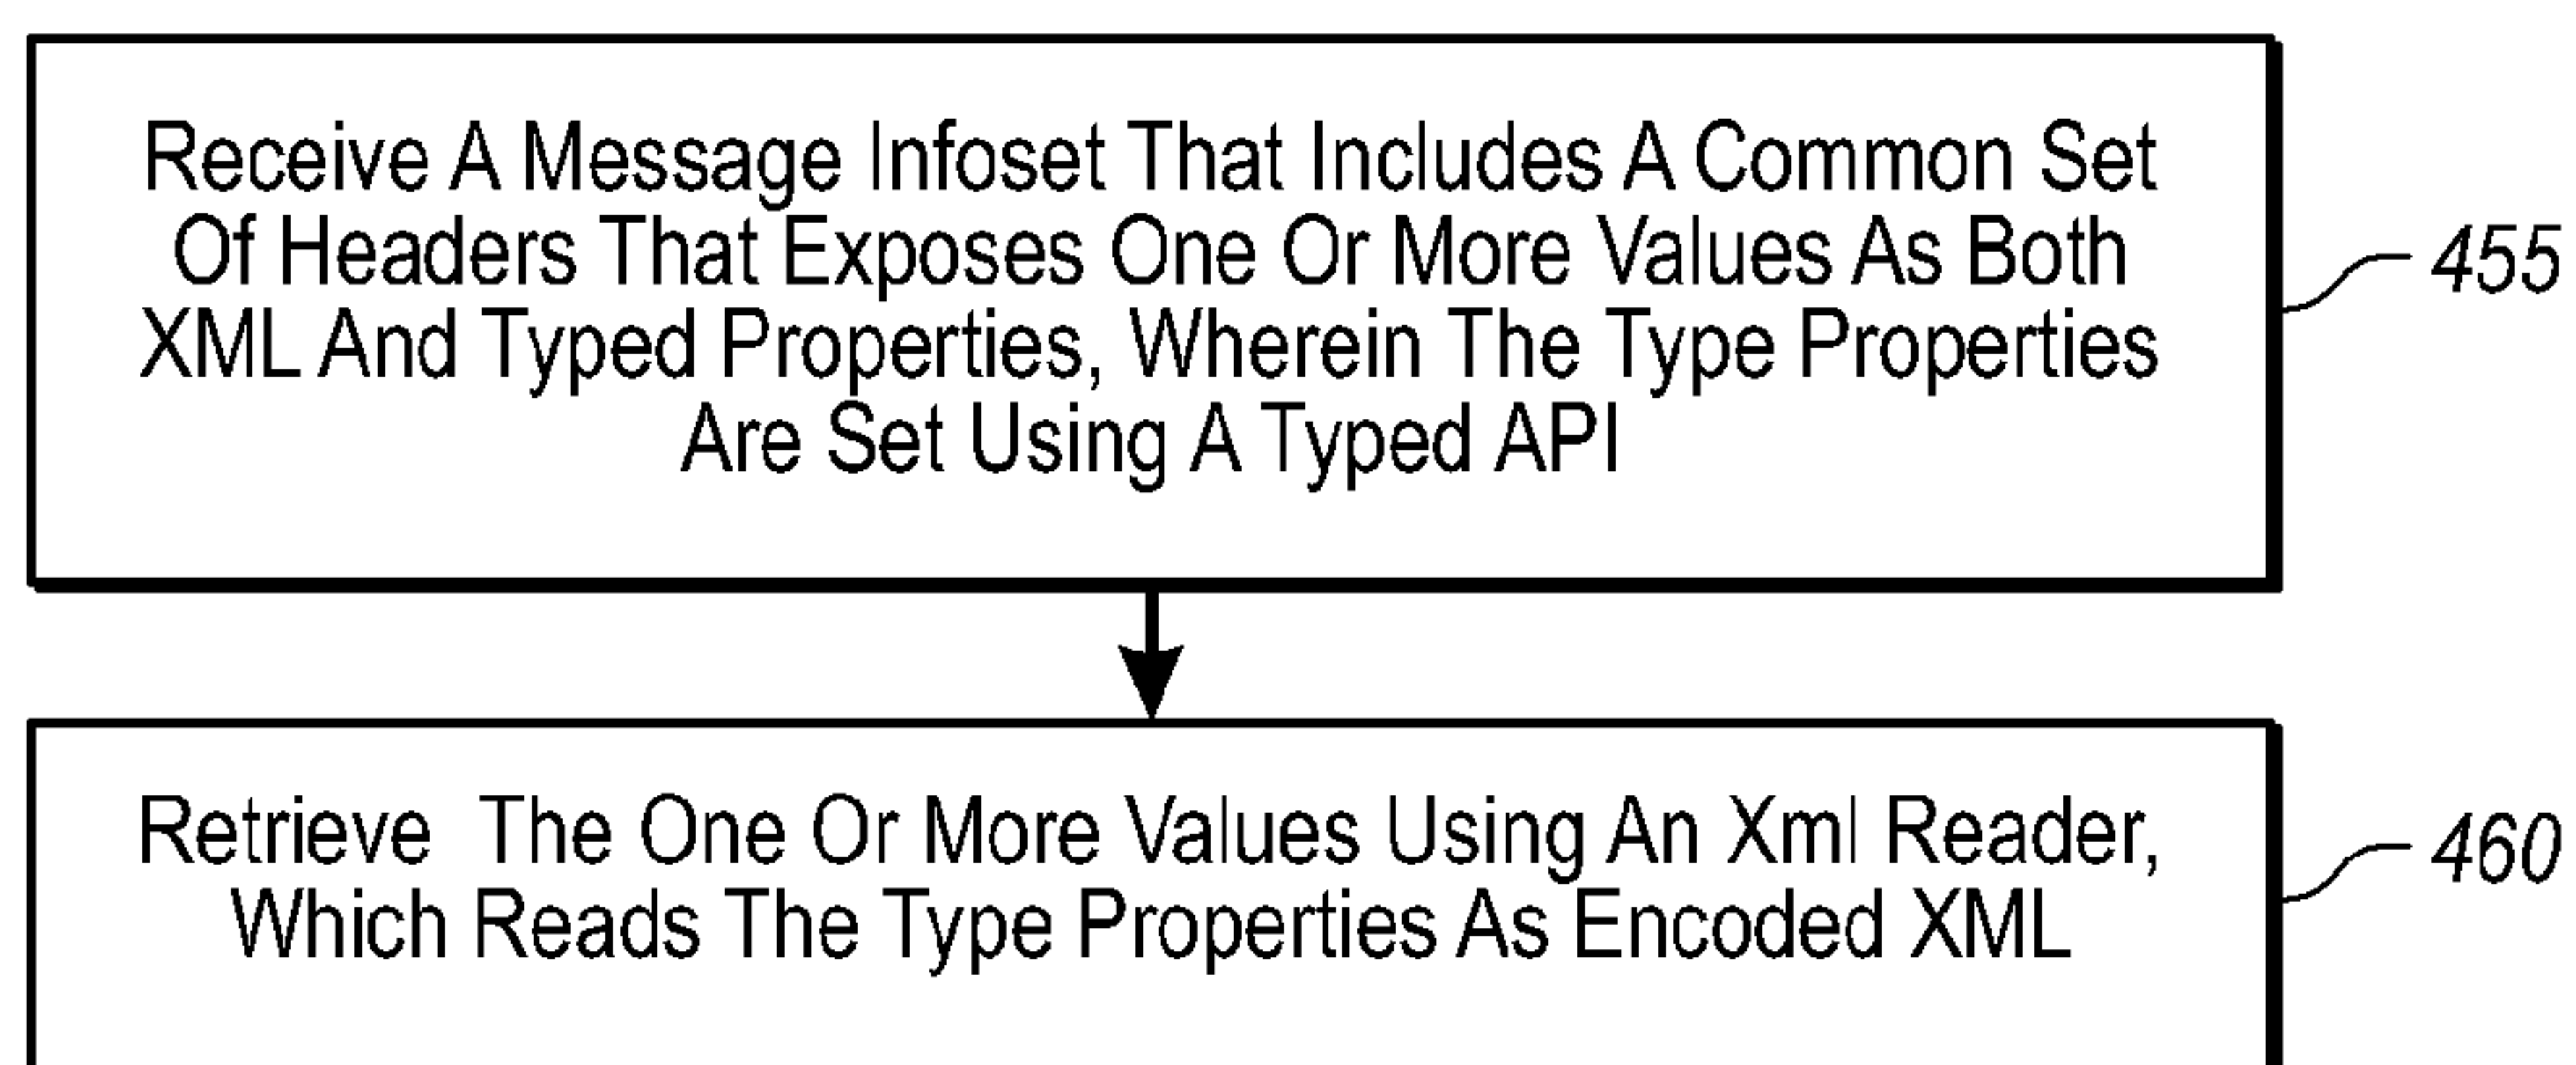 Receive A Message Infoset That Includes A Common Set
Of Headers That Exposes One Or More Values As Both
XML And Typed Properties, Wherein The Type Properties
Are Set Using A Typed API
455
Retrieve The One Or More Values Using An Xml Reader,
Which Reads The Type Properties As Encoded XML
460